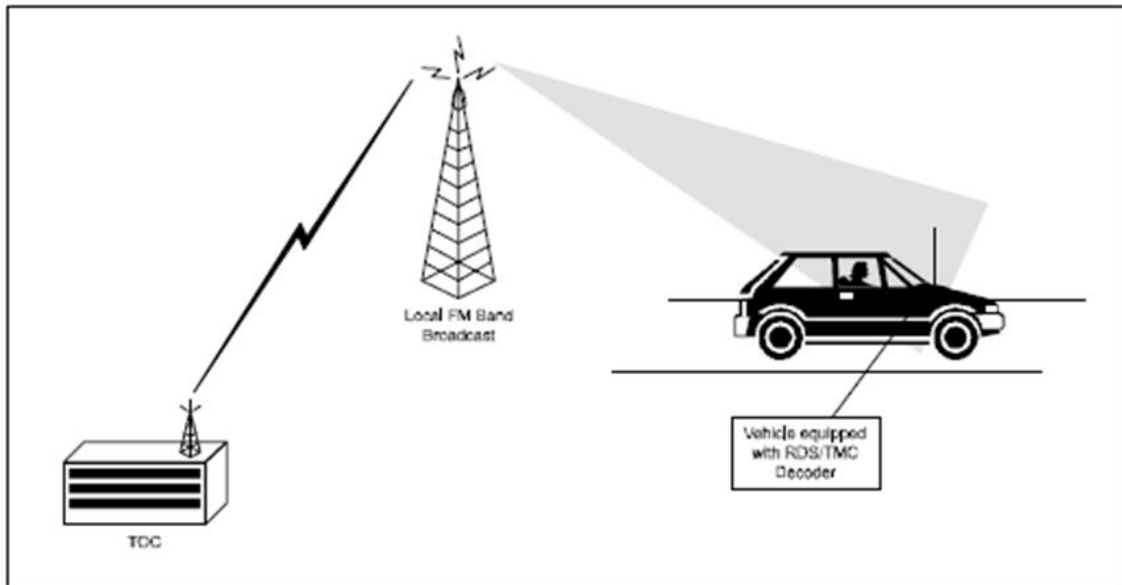 Local FM Band
Broadcast
Vehicle equipped
with RDS/TMC
Decoder
TOC